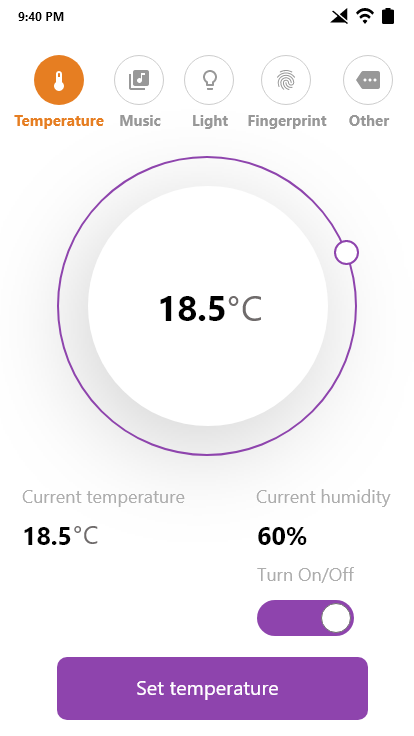 9:40 PM
Temperature Music Light Fingerprint Other
18.5°C
Current temperature Current humidity
18.5°C 60%
Turn On/Off
Set temperature